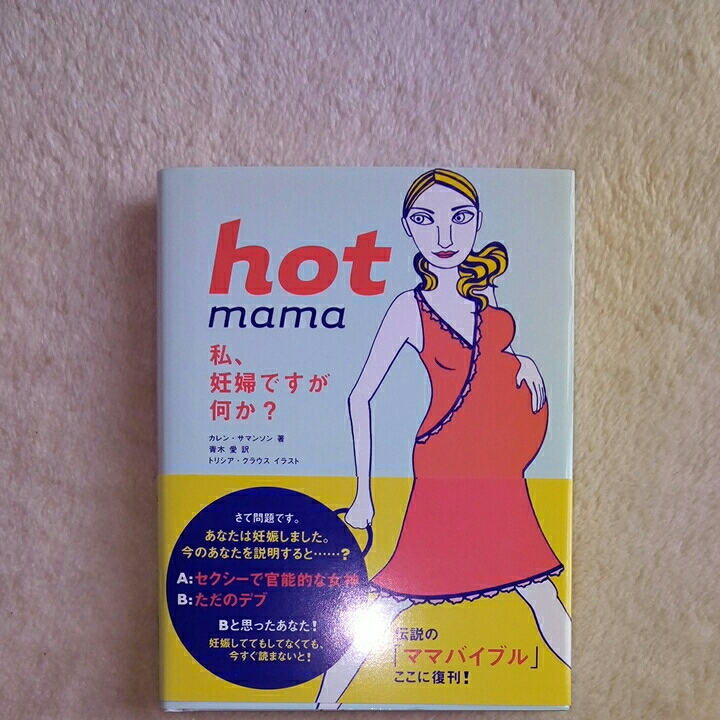 hot
mama
私、
妊婦ですが
何か?
カレン・サマンソン 著
青木 愛 訳
トリシア・クラウス イラスト
さて問題です。
あなたは妊娠しました。
今のあなたを説明すると……?
A:セクシーで官能的な女神
B:ただのデブ
Bと思ったあなた!
妊娠しててもしてなくても、
今すぐ読まないと!
伝説の
「ママバイブル」
ここに復刊!